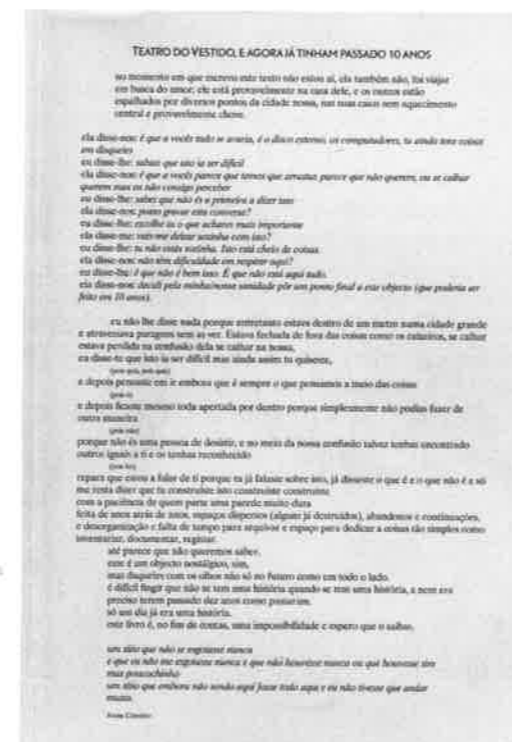 TEATRO DO VESTIDO, E AGORA JÁ TINHAM PASSADO 10 ANOS
no momento em que escrevo este texto não estou aí, ela também não, foi viajar
em busca do amor; ele está provavelmente na casa dele, e os outros estão
espalhados por diversos pontos da cidade nossa, nas suas casas sem aquecimento
central e provavelmente chove.
ela disse-nos: é que a vocês tudo se avaria, é o disco externo, os computadores, tu ainda tens coisas
em disquetes
eu disse-lhe: sabias que isto ia ser difícil
ela disse-nos: é que a vocês parece que temos que arrastar, parece que não querem, ou se calhar
querem mas eu não consigo perceber
eu disse-lhe: sabes que não és a primeira a dizer isso
ela disse-nos: posso gravar esta conversa?
eu disse-lhe: escolhe tu o que achares mais importante
ela disse-me: vais-me deixar sozinha com isto?
eu disse-lhe: tu não estás sozinha. Isto está cheio de coisas.
ela disse-nos: não têm dificuldade em respirar aqui?
eu disse-lhe: é que não é bem isso. É que não está aqui tudo.
ela disse-nos: decidi pela minha/nossa sanidade pôr um ponto final a este objecto (que poderia ser
feito em 10 anos).
eu não lhe disse nada porque entretanto estava dentro de um metro numa cidade grande
e atravessava paragens sem as ver. Estava fechada de fora das coisas como os catarinos, se calhar
estava perdida na confusão dela se calhar na nossa,
eu disse-te que isto ia ser difícil mas ainda assim tu quiseste,
e depois pensaste em ir embora que é sempre o que pensamos a meio das coisas
e depois ficaste mesmo toda apertada por dentro porque simplesmente não podias fazer de
outra maneira
porque não és uma pessoa de desistir, e no meio da nossa confusão talvez tenhas encontrado
outros iguais a ti e os tenhas reconhecido
repara que estou a falar de ti porque tu já falaste sobre isto, já disseste o que é e o que não é e só
me resta dizer que tu construíste isto construíste construíste
com a paciência de quem parte uma parede muito dura
feita de anos atrás de anos, espaços dispersos (alguns já destruídos), abandonos e continuações,
e desorganização e falta de tempo para arquivar e espaço para dedicar a coisas tão simples como
inventariar, documentar, registar.
até parece que não queremos saber.
este é um objecto nostálgico, sim,
mas daqueles com os olhos não só no futuro como em todo o lado.
é difícil fingir que não se tem uma história quando se tem uma história, e nem era
preciso terem passado dez anos como passaram.
só um dia já era uma história.
este livro é, no fim de contas, uma impossibilidade e espero que o saibas.
um sítio que não se esgotasse nunca
e que eu não me esgotasse nunca e que não houvesse nunca ou que houvesse sim
mas poucochinho
um sítio que embora não sendo aqui fosse todo aqui e eu não tivesse que andar
muito.